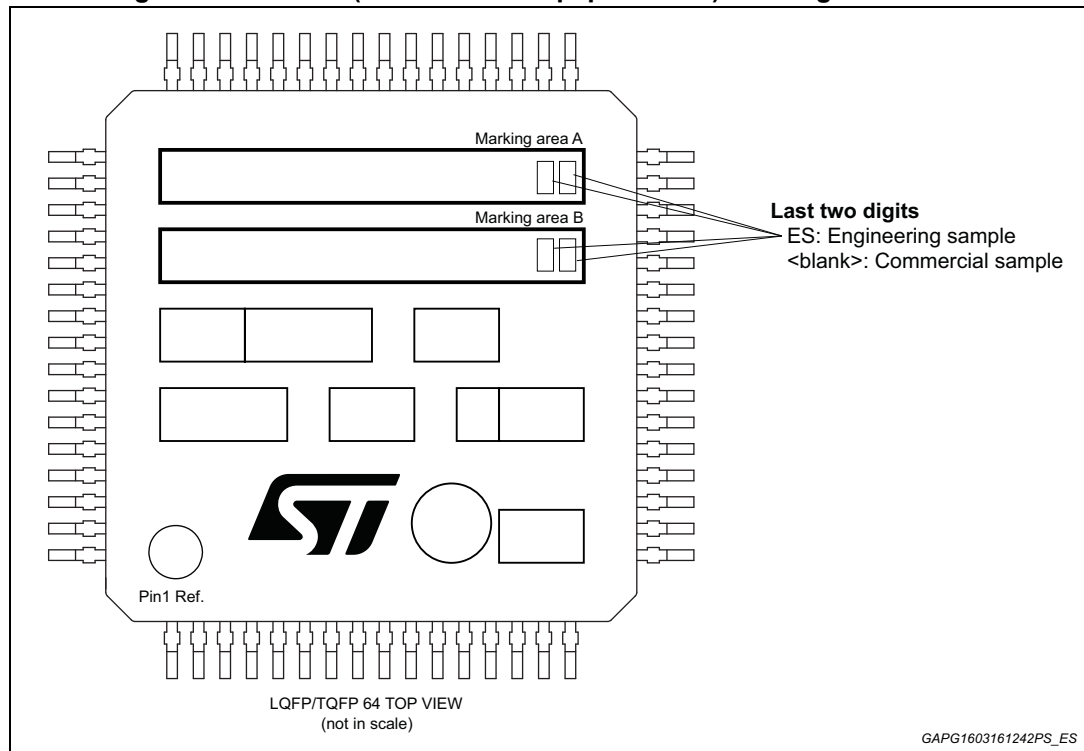 Marking area A
Marking area B
Last two digits
ES: Engineering sample
<blank>: Commercial sample
ST
Pin1 Ref.
LQFP/TQFP 64 TOP VIEW
(not in scale)
GAPG1603161242PS_ES